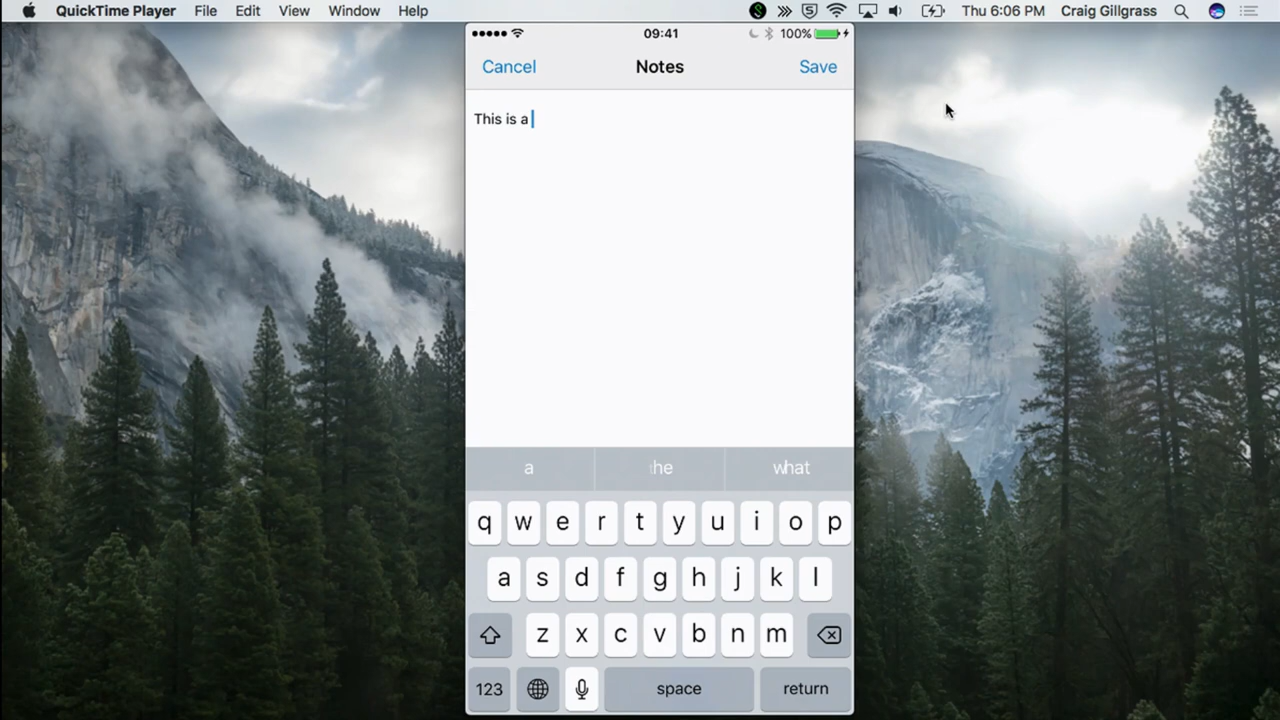 QuickTime Player File Edit View Window Help Thu 6:06 PM Craig Gillgrass
09:41 100%
Cancel Notes Save
This is a
a the what
q w e r t y u i o p
a s d f g h j k l
z x c v b n m
123 space return